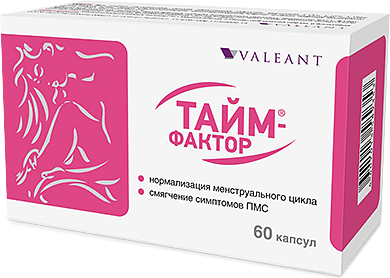 VALEANT
ТАЙМ-®
ФАКТОР
нормализация менструального цикла
смягчение симптомов ПМС
60 капсул